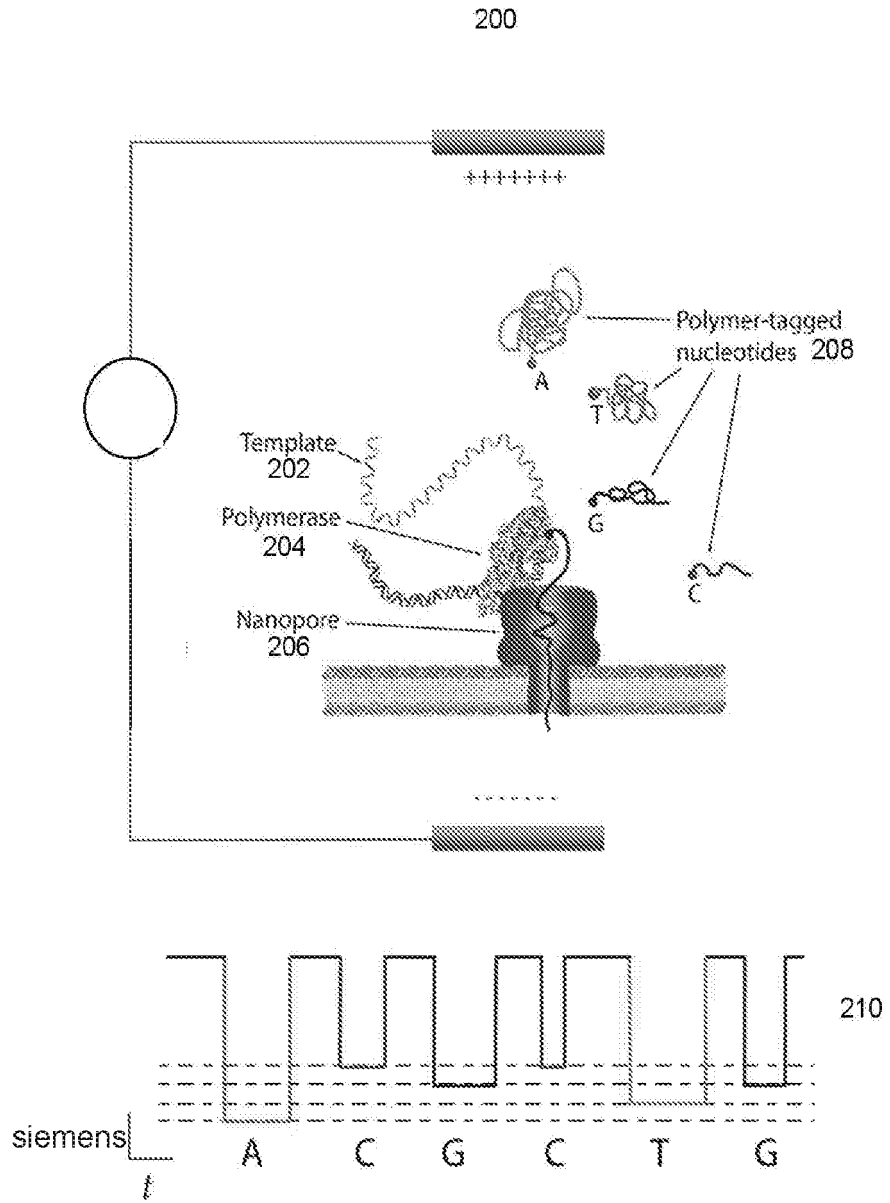 200
+++++++
Polymer-tagged
nucleotides 208
A
T
Template
202
G
Polymerase
204
C
Nanopore
206
- - - - - - -
210
siemens
t
A C G C T G